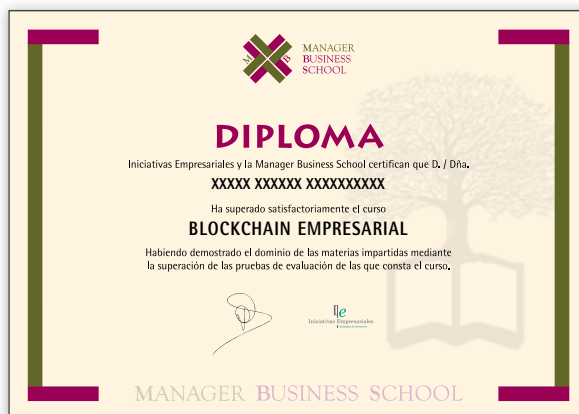 M B
MANAGER
BUSINESS
SCHOOL
DIPLOMA
Iniciativas Empresariales y la Manager Business School certifican que D. / Dña.
XXXXX XXXXXX XXXXXXXXXX
Ha superado satisfactoriamente el curso
BLOCKCHAIN EMPRESARIAL
Habiendo demostrado el dominio de las materias impartidas mediante
la superación de las pruebas de evaluación de las que consta el curso.
Ie
Iniciativas Empresariales
MANAGER BUSINESS SCHOOL